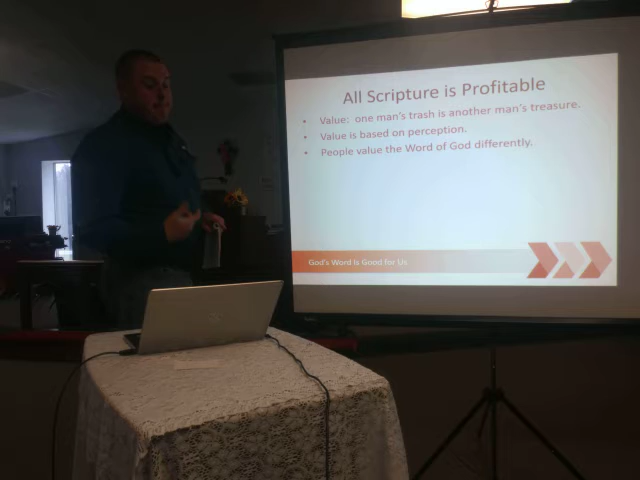 All Scripture is Profitable
• Value: one man's trash is another man's treasure.
• Value is based on perception.
• People value the Word of God differently.
God's Word is Good for Us